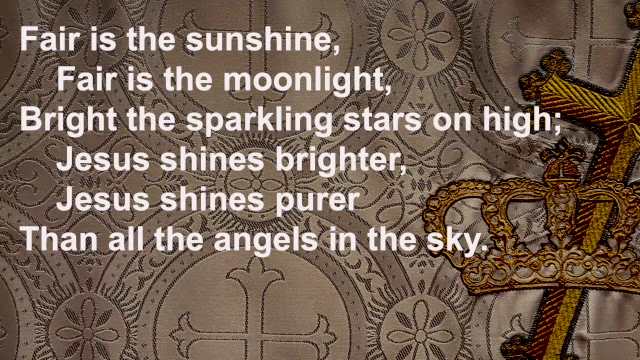 Fair is the sunshine,
Fair is the moonlight,
Bright the sparkling stars on high;
Jesus shines brighter,
Jesus shines purer
Than all the angels in the sky.